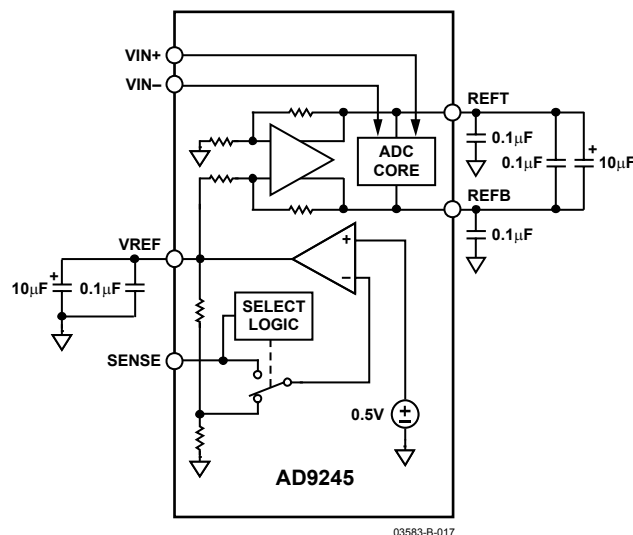 VIN+
VIN–
REFT
ADC
CORE
0.1μF
0.1μF
10μF
+
REFB
0.1μF
VREF
+
–
10μF
+
0.1μF
SELECT
LOGIC
SENSE
0.5V
+
–
AD9245
03583-B-017